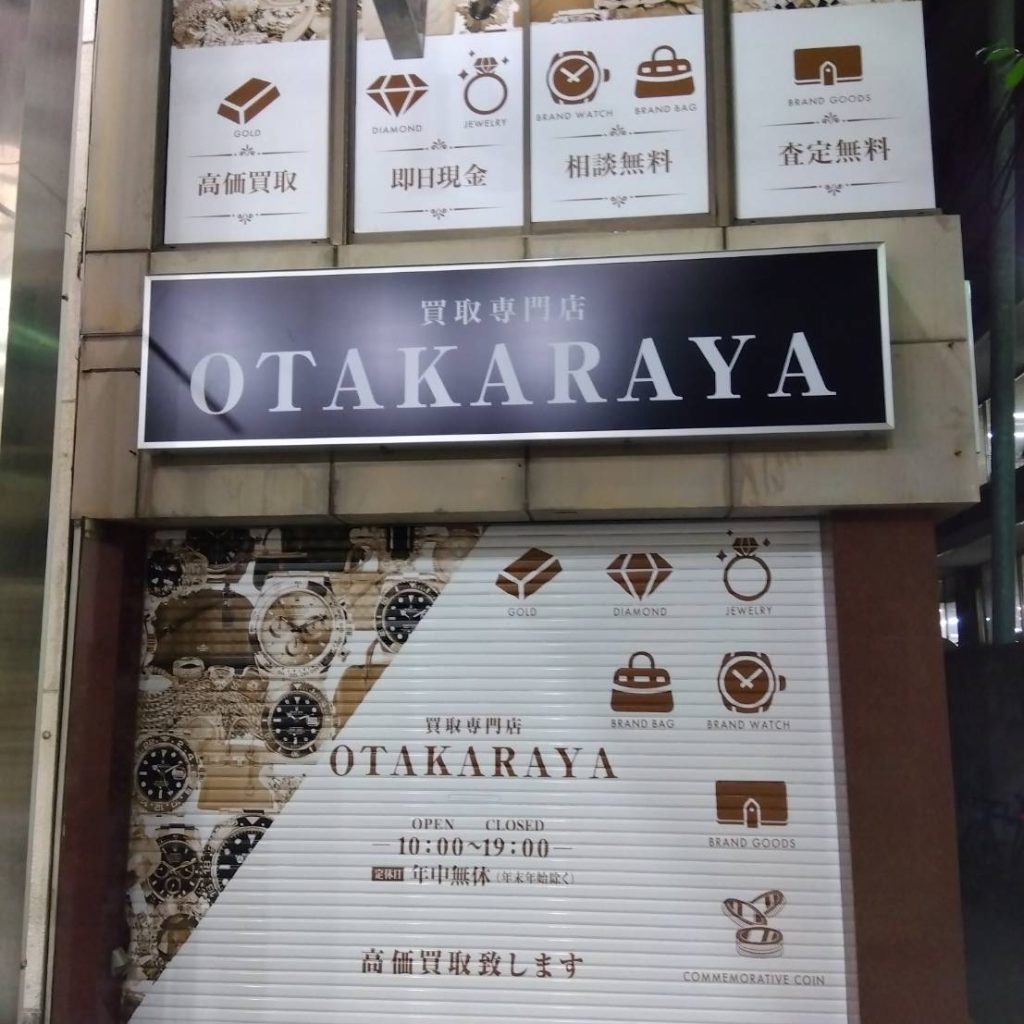 GOLD
高価買取
DIAMOND
JEWELRY
即日現金
BRAND WATCH
BRAND BAG
相談無料
BRAND GOODS
査定無料
買取専門店
OTAKARAYA
GOLD
DIAMOND
JEWELRY
BRAND BAG
BRAND WATCH
買取専門店
OTAKARAYA
OPEN CLOSED
10:00~19:00
定休日 年中無休(年末年始除く)
BRAND GOODS
高価買取致します
COMMEMORATIVE COIN